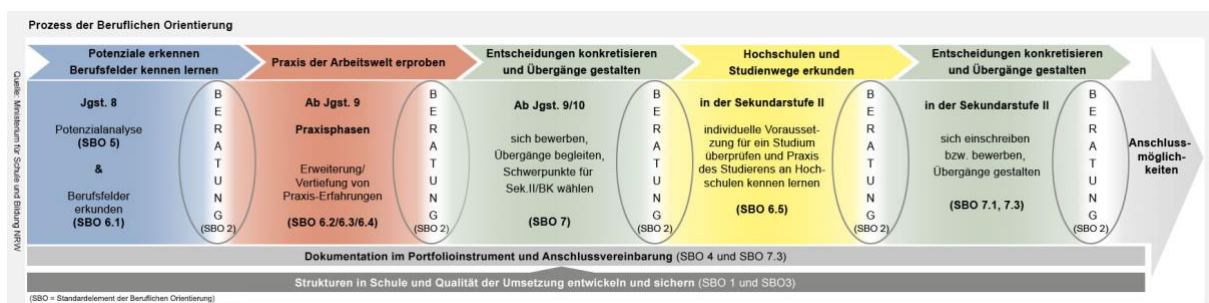 Prozess der Beruflichen Orientierung
Potenziale erkennen
Berufsfelder kennen lernen
Praxis der Arbeitswelt erproben
Entscheidungen konkretisieren
und Übergänge gestalten
Hochschulen und
Studienwege erkunden
Entscheidungen konkretisieren
und Übergänge gestalten
Quelle: Ministerium für Schule und Bildung NRW
Jgst. 8
Potenzialanalyse
(SBO 5)
&
Berufsfelder
erkunden
(SBO 6.1)
BERATUNG
(SBO 2)
Ab Jgst. 9
Praxisphasen
Erweiterung/
Vertiefung von
Praxis-Erfahrungen
(SBO 6.2/6.3/6.4)
BERATUNG
(SBO 2)
Ab Jgst. 9/10
sich bewerben,
Übergänge begleiten,
Schwerpunkte für
Sek.II/BK wählen
(SBO 7)
BERATUNG
(SBO 2)
in der Sekundarstufe II
individuelle Vorausset-
zung für ein Studium
überprüfen und Praxis
des Studierens an Hoch-
schulen kennen lernen
(SBO 6.5)
BERATUNG
(SBO 2)
in der Sekundarstufe II
sich einschreiben
bzw. bewerben,
Übergänge gestalten
(SBO 7.1, 7.3)
BERATUNG
(SBO 2)
Anschluss-
möglich-
keiten
Dokumentation im Portfolioinstrument und Anschlussvereinbarung (SBO 4 und SBO 7.3)
Strukturen in Schule und Qualität der Umsetzung entwickeln und sichern (SBO 1 und SBO3)
(SBO = Standardelement der Beruflichen Orientierung)